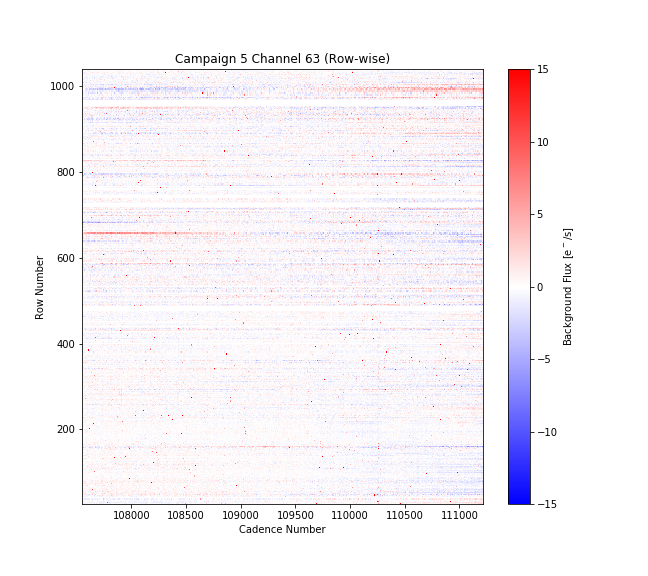 Campaign 5 Channel 63 (Row-wise)
1000
800
600
400
200
Row Number
108000 108500 109000 109500 110000 110500 111000
Cadence Number
15
10
5
0
−5
−10
−15
Background Flux [e⁻/s]